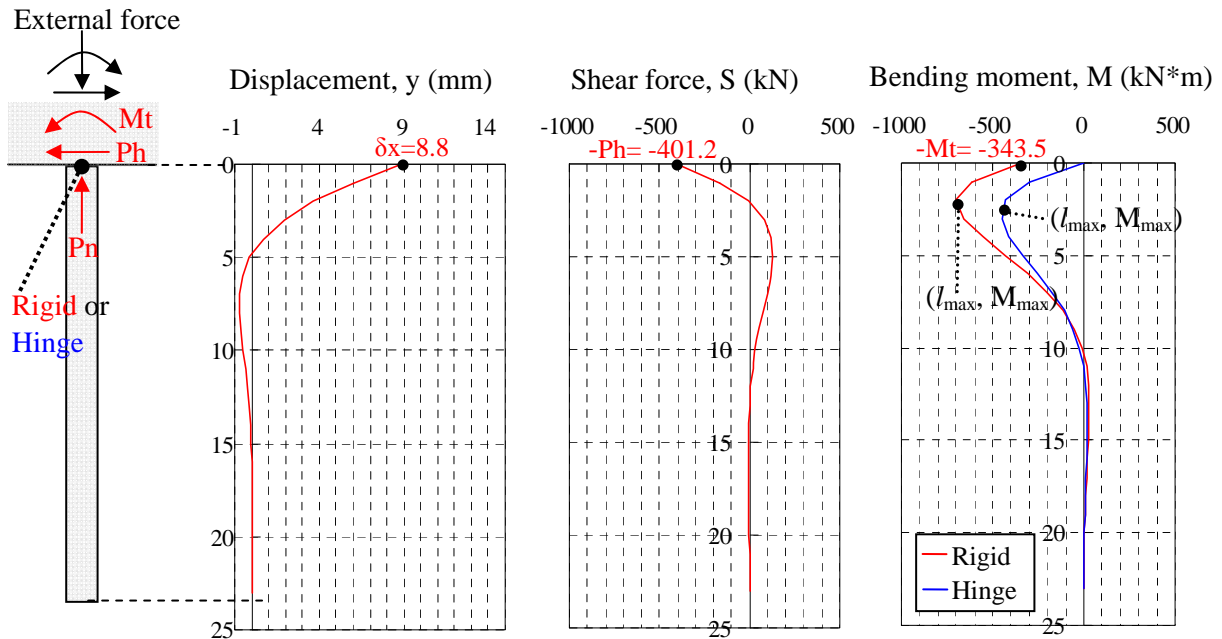 External force
Mt
Ph
Pn
Rigid or
Hinge
Displacement, y (mm)
-1 4 9 14
δx=8.8
0
5
10
15
20
25
Shear force, S (kN)
-1000 -500 0 500
-Ph= -401.2
0
5
10
15
20
25
Bending moment, M (kN*m)
-1000 -500 0 500
-Mt= -343.5
0
5
10
15
20
25
(lmax, Mmax)
(lmax, Mmax)
Rigid
Hinge